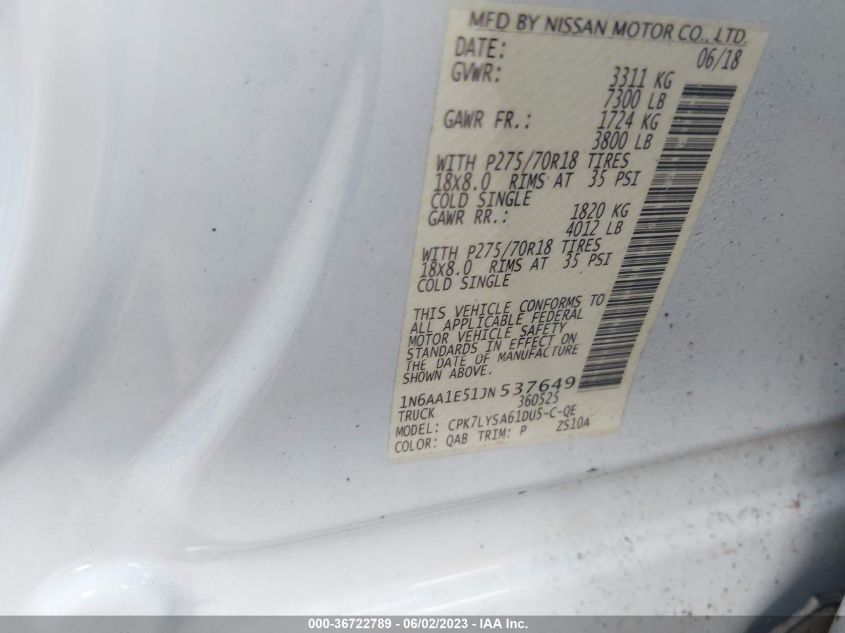 MFD BY NISSAN MOTOR CO., LTD.
DATE: 06/18
GVWR: 3311 KG
7300 LB
GAWR FR.: 1724 KG
3800 LB
WITH P275/70R18 TIRES
18X8.0 RIMS AT 35 PSI
COLD SINGLE
GAWR RR.: 1820 KG
4012 LB
WITH P275/70R18 TIRES
18X8.0 RIMS AT 35 PSI
COLD SINGLE
THIS VEHICLE CONFORMS TO
ALL APPLICABLE FEDERAL
MOTOR VEHICLE SAFETY
STANDARDS IN EFFECT ON
THE DATE OF MANUFACTURE
SHOWN ABOVE.
1N6AA1E51JN537649
TRUCK 360525
MODEL: CPK7LYSA61DU5-C-QE
COLOR: QAB TRIM: P ZS10A
000-36722789 - 06/02/2023 - IAA Inc.